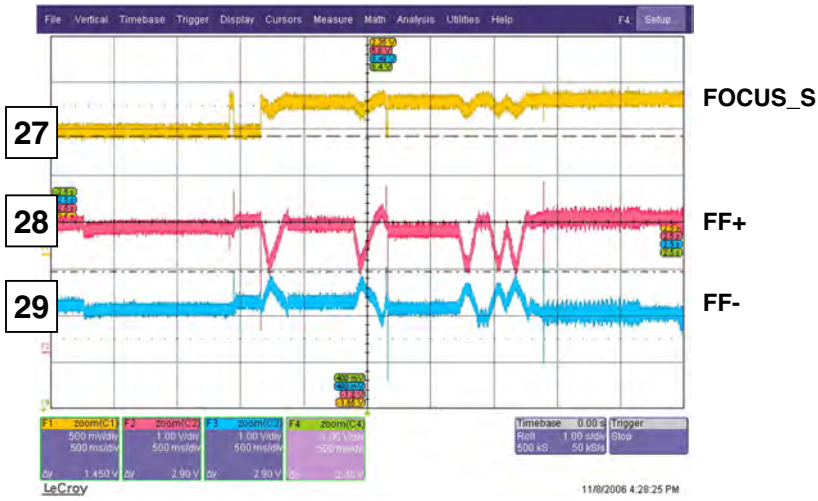 File Vertical Timebase Trigger Display Cursors Measure Math Analysis Utilities Help F4: Setup...
FOCUS_S
27
28
FF+
29
FF-
F1 zoom(C1) F2 zoom(C2) F3 zoom(C3) F4 zoom(C4)
500 mV/div 1.00 V/div 1.00 V/div
500 ms/div 500 ms/div 500 ms/div
Δy 1.450 V Δy 2.90 V Δy 2.90 V
Timebase 0.00 s Trigger
Roll 1.00 s/div Stop
500 kS 50 kS/s
LeCroy
11/8/2006 4:28:25 PM